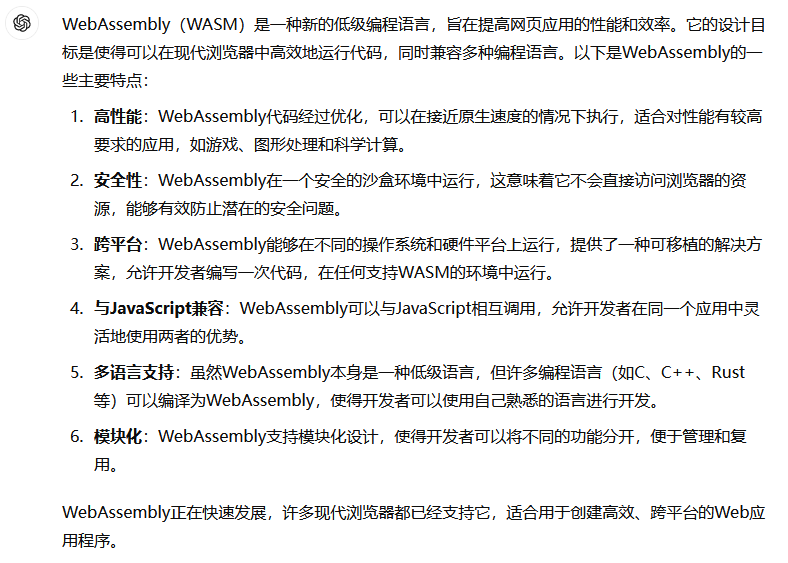 WebAssembly（WASM）是一种新的低级编程语言，旨在提高网页应用的性能和效率。它的设计目
标是使得可以在现代浏览器中高效地运行代码，同时兼容多种编程语言。以下是WebAssembly的一
些主要特点：
1. 高性能：WebAssembly代码经过优化，可以在接近原生速度的情况下执行，适合对性能有较高
要求的应用，如游戏、图形处理和科学计算。
2. 安全性：WebAssembly在一个安全的沙盒环境中运行，这意味着它不会直接访问浏览器的资
源，能够有效防止潜在的安全问题。
3. 跨平台：WebAssembly能够在不同的操作系统和硬件平台上运行，提供了一种可移植的解决方
案，允许开发者编写一次代码，在任何支持WASM的环境中运行。
4. 与JavaScript兼容：WebAssembly可以与JavaScript相互调用，允许开发者在同一个应用中灵
活地使用两者的优势。
5. 多语言支持：虽然WebAssembly本身是一种低级语言，但许多编程语言（如C、C++、Rust
等）可以编译为WebAssembly，使得开发者可以使用自己熟悉的语言进行开发。
6. 模块化：WebAssembly支持模块化设计，使得开发者可以将不同的功能分开，便于管理和复
用。
WebAssembly正在快速发展，许多现代浏览器都已经支持它，适合用于创建高效、跨平台的Web应
用程序。